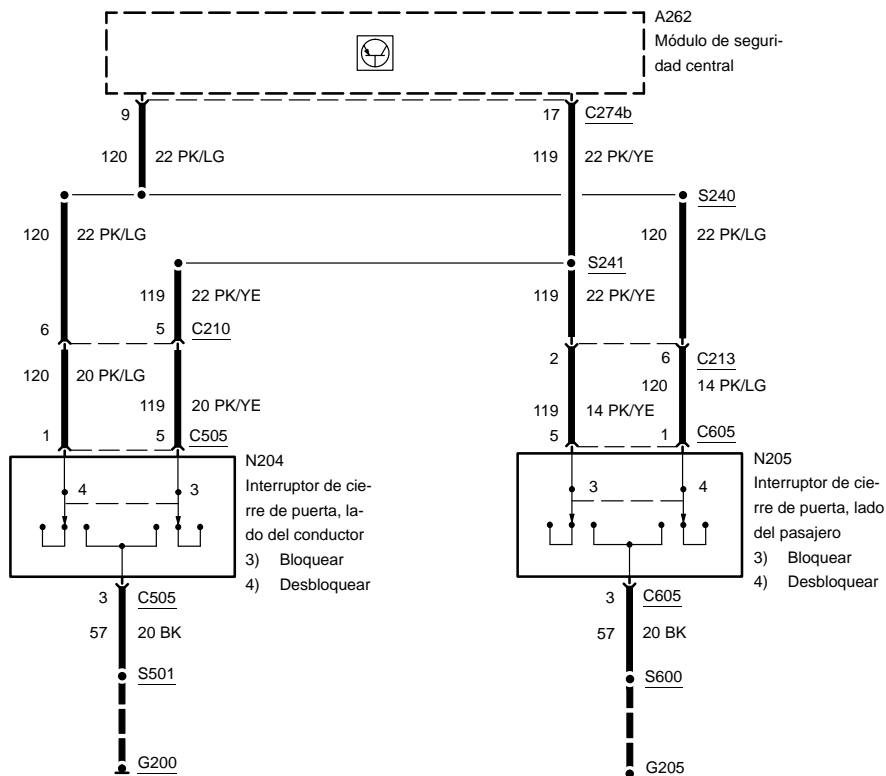 A262
Módulo de seguri-
dad central
9
17 C274b
120 22 PK/LG
119 22 PK/YE
S240
120 22 PK/LG
120 22 PK/LG
S241
119 22 PK/YE
119 22 PK/YE
6 5 C210
2 6 C213
120 20 PK/LG
120 14 PK/LG
119 20 PK/YE
119 14 PK/YE
1 5 C505
5 1 C605
N204
Interruptor de cie-
rre de puerta, la-
do del conductor
3) Bloquear
4) Desbloquear
4 3
N205
Interruptor de cie-
rre de puerta, lado
del pasajero
3) Bloquear
4) Desbloquear
3 4
3 C505
3 C605
57 20 BK
57 20 BK
S501
S600
G200
G205